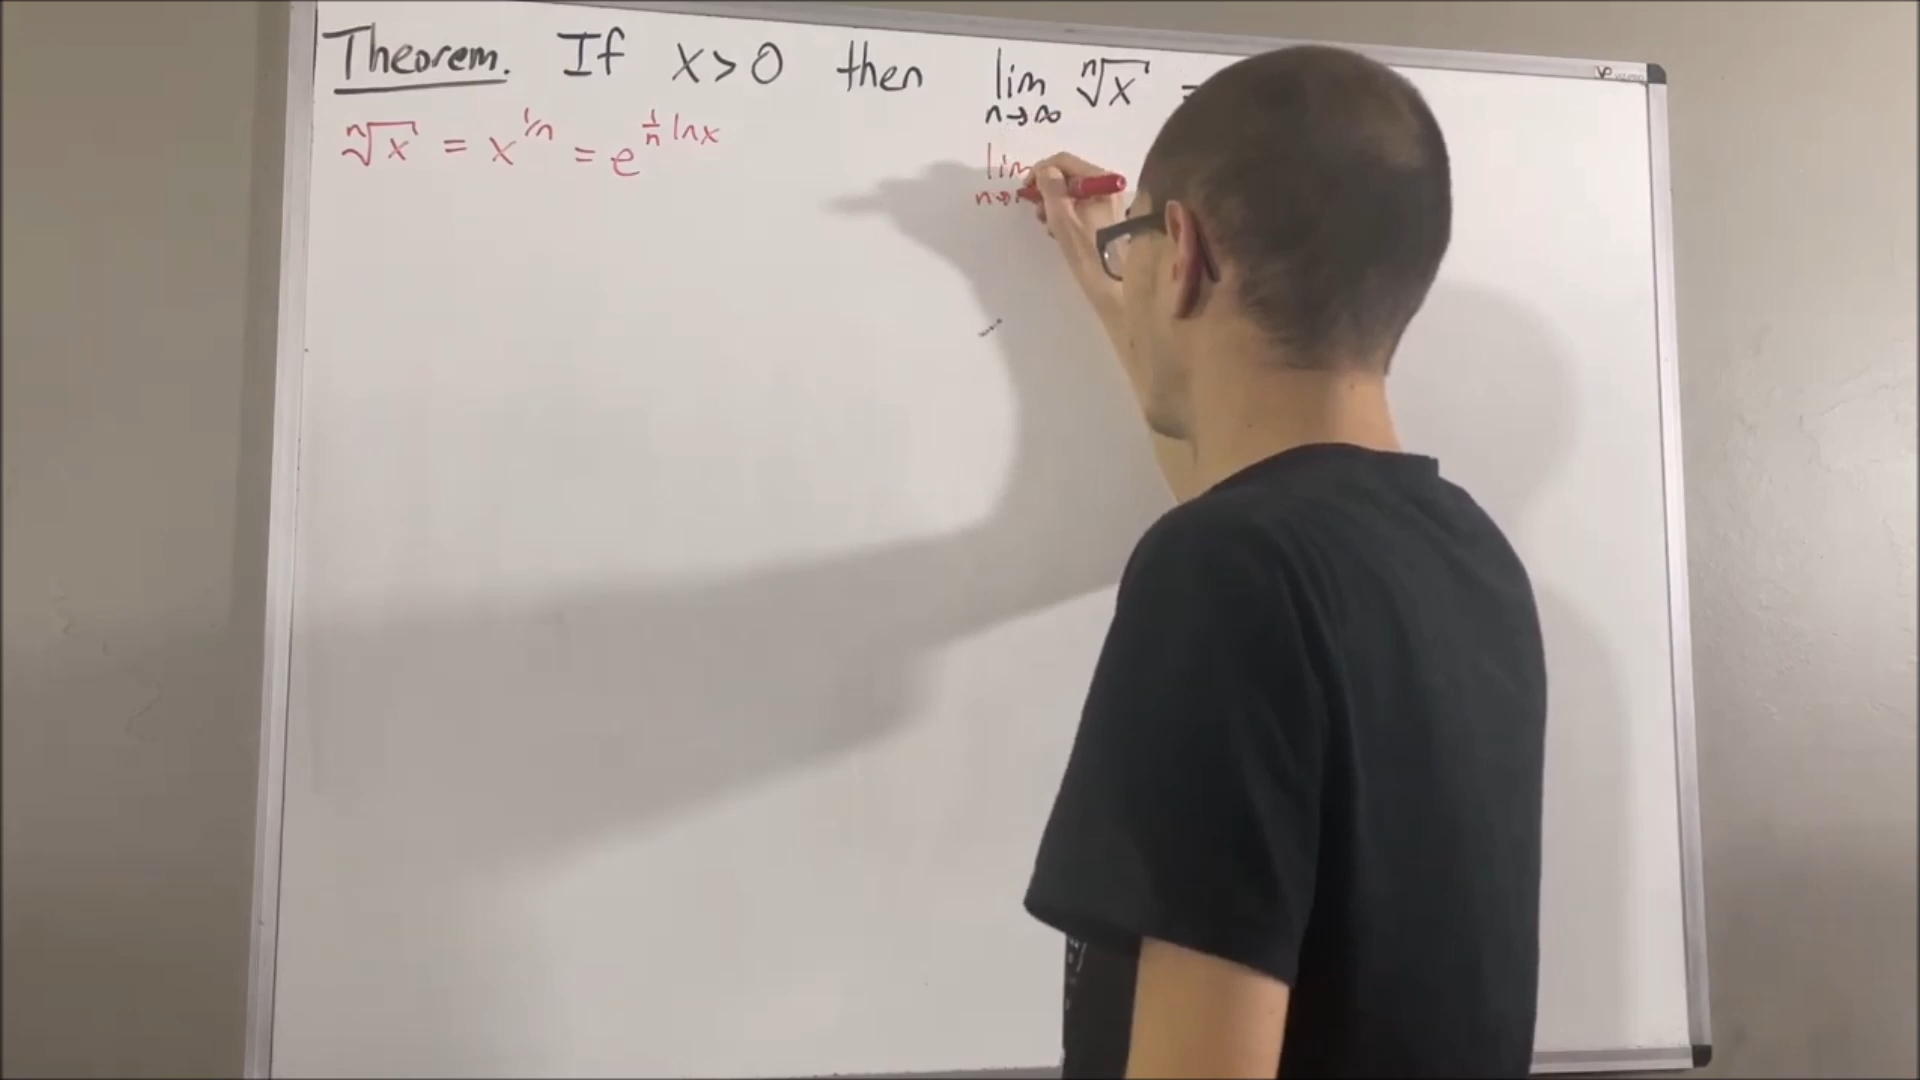 Theorem. If x > 0 then lim n→∞ ⁿ√x =
ⁿ√x = x^1/n = e^1/n ln x
lim n→